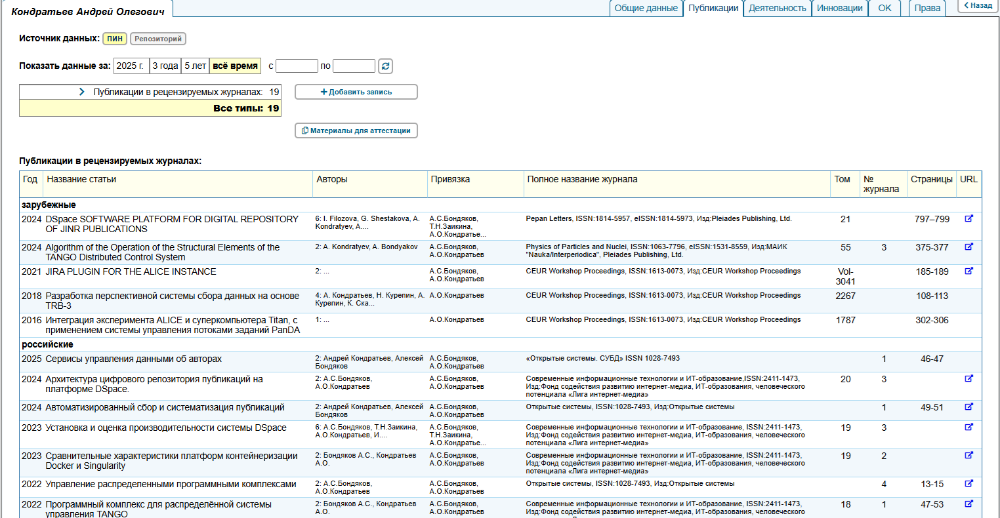 Кондратьев Андрей Олегович
Общие данные
Публикации
Деятельность
Инновации
ОК
Права
Назад
Источник данных: ПИН Репозиторий
Показать данные за: 2025 г. 3 года 5 лет всё время с по
Публикации в рецензируемых журналах: 19
Добавить запись
Все типы: 19
Материалы для аттестации
Публикации в рецензируемых журналах:
Год Название статьи Авторы Привязка Полное название журнала Том № журнала Страницы URL
зарубежные
2024 DSpace SOFTWARE PLATFORM FOR DIGITAL REPOSITORY
OF JINR PUBLICATIONS
6: I. Filozova, G. Shestakova, A.
Kondratyev, A....
А.С.Бондяков,
Т.Н.Заикина,
А.О.Кондратье...
Pepan Letters, ISSN:1814-5957, eISSN:1814-5973, Изд:Pleiades Publishing, Ltd.
21
797–799
2024 Algorithm of the Operation of the Structural Elements of the
TANGO Distributed Control System
2: A. Kondratyev, A. Bondyakov
А.С.Бондяков,
А.О.Кондратьев
Physics of Particles and Nuclei, ISSN:1063-7796, eISSN:1531-8559, Изд:МАИК
"Nauka/Interperiodica", Pleiades Publishing, Ltd.
55
3
375-377
2021 JIRA PLUGIN FOR THE ALICE INSTANCE
2: ...
А.С.Бондяков,
А.О.Кондратьев
CEUR Workshop Proceedings, ISSN:1613-0073, Изд:CEUR Workshop Proceedings
Vol-
3041
185-189
2018 Разработка перспективной системы сбора данных на основе
TRB-3
4: А. Кондратьев, Н. Курепин, А.
Курепин, К. Ска...
А.О.Кондратьев
CEUR Workshop Proceedings, ISSN:1613-0073, Изд:CEUR Workshop Proceedings
2267
108-113
2016 Интеграция эксперимента ALICE и суперкомпьютера Titan, с
применением системы управления потоками заданий PanDA
1: ...
А.О.Кондратьев
CEUR Workshop Proceedings, ISSN:1613-0073, Изд:CEUR Workshop Proceedings
1787
302-306
российские
2025 Сервисы управления данными об авторах
2: Андрей Кондратьев, Алексей
Бондяков
А.С.Бондяков,
А.О.Кондратьев
«Открытые системы. СУБД» ISSN 1028-7493
1
46-47
2024 Архитектура цифрового репозитория публикаций на
платформе DSpace.
2: А.С.Бондяков,
А.О.Кондратьев
А.С.Бондяков,
А.О.Кондратьев
Современные информационные технологии и ИТ-образование,ISSN:2411-1473,
Изд:Фонд содействия развитию интернет-медиа, ИТ-образования, человеческого
потенциала «Лига интернет-медиа»
20
3
2024 Автоматизированный сбор и систематизация публикаций
2: Андрей Кондратьев, Алексей
Бондяков
А.С.Бондяков,
А.О.Кондратьев
Открытые системы, ISSN:1028-7493, Изд:Открытые системы
1
49-51
2023 Установка и оценка производительности системы DSpace
6: А.С.Бондяков, Т.Н.Заикина,
А.О.Кондратьев, И....
А.С.Бондяков,
Т.Н.Заикина,
А.О.Кондратье...
Современные информационные технологии и ИТ-образование, ISSN:2411-1473,
Изд:Фонд содействия развитию интернет-медиа, ИТ-образования, человеческого
потенциала «Лига интернет-медиа»
19
3
2023 Сравнительные характеристики платформ контейнеризации
Docker и Singularity
2: Бондяков А.С., Кондратьев
А.О.
А.С.Бондяков,
А.О.Кондратьев
Современные информационные технологии и ИТ-образование, ISSN:2411-1473,
Изд:Фонд содействия развитию интернет-медиа, ИТ-образования, человеческого
потенциала «Лига интернет-медиа»
19
2
2022 Управление распределенными программными комплексами
2: А.С.Бондяков,
А.О.Кондратьев
А.С.Бондяков,
А.О.Кондратьев
Открытые системы, ISSN:1028-7493, Изд:Открытые системы
4
13-15
2022 Программный комплекс для распределённой системы
управления TANGO
2: Бондяков А.С., Кондратьев
А.О.
А.С.Бондяков,
А.О.Кондратьев
Современные информационные технологии и ИТ-образование, ISSN:2411-1473,
Изд:Фонд содействия развитию интернет-медиа, ИТ-образования, человеческого
18
1
47-53